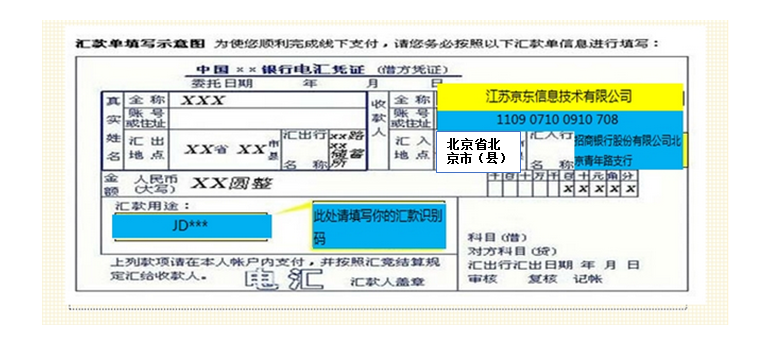 汇款单填写示意图 为使您顺利完成线下支付，请您务必按照以下汇款单信息进行填写：
中国××银行电汇凭证（借方凭证）
委托日期 年 月 日
真实姓名
全 称 XXX
账 号或住址
汇 出地 点 XX省 XX市县
汇出行名 称 xx路xx储蓄所
收款人
全 称 江苏京东信息技术有限公司
账 号或住址 1109 0710 0910 708
汇 入地 点 北京省北京市（县）
汇入行名 称 招商银行股份有限公司北京青年路支行
金额 人民币（大写） XX圆整
千百十万千百十元角分
x x x x x
汇款用途：
JD***
此处请填写你的汇款识别码
科目（借）
对方科目（贷）
上列款项请在本人帐户内支付，并按照汇兑结算规定汇给收款人。
电汇 汇款人盖章
汇出行汇出日期 年 月 日
审核 复核 记帐